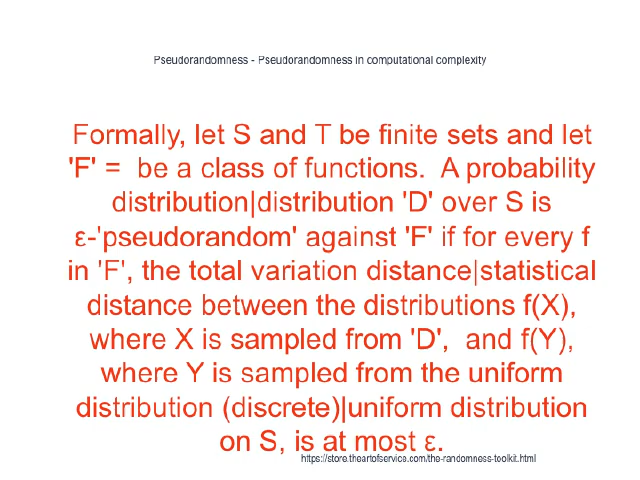 Pseudorandomness - Pseudorandomness in computational complexity
Formally, let S and T be finite sets and let
'F' =  be a class of functions.  A probability
distribution|distribution 'D' over S is
ε-'pseudorandom' against 'F' if for every f
in 'F', the total variation distance|statistical
distance between the distributions f(X),
where X is sampled from 'D',  and f(Y),
where Y is sampled from the uniform
distribution (discrete)|uniform distribution
on S, is at most ε.
https://store.theartofservice.com/the-randomness-toolkit.html